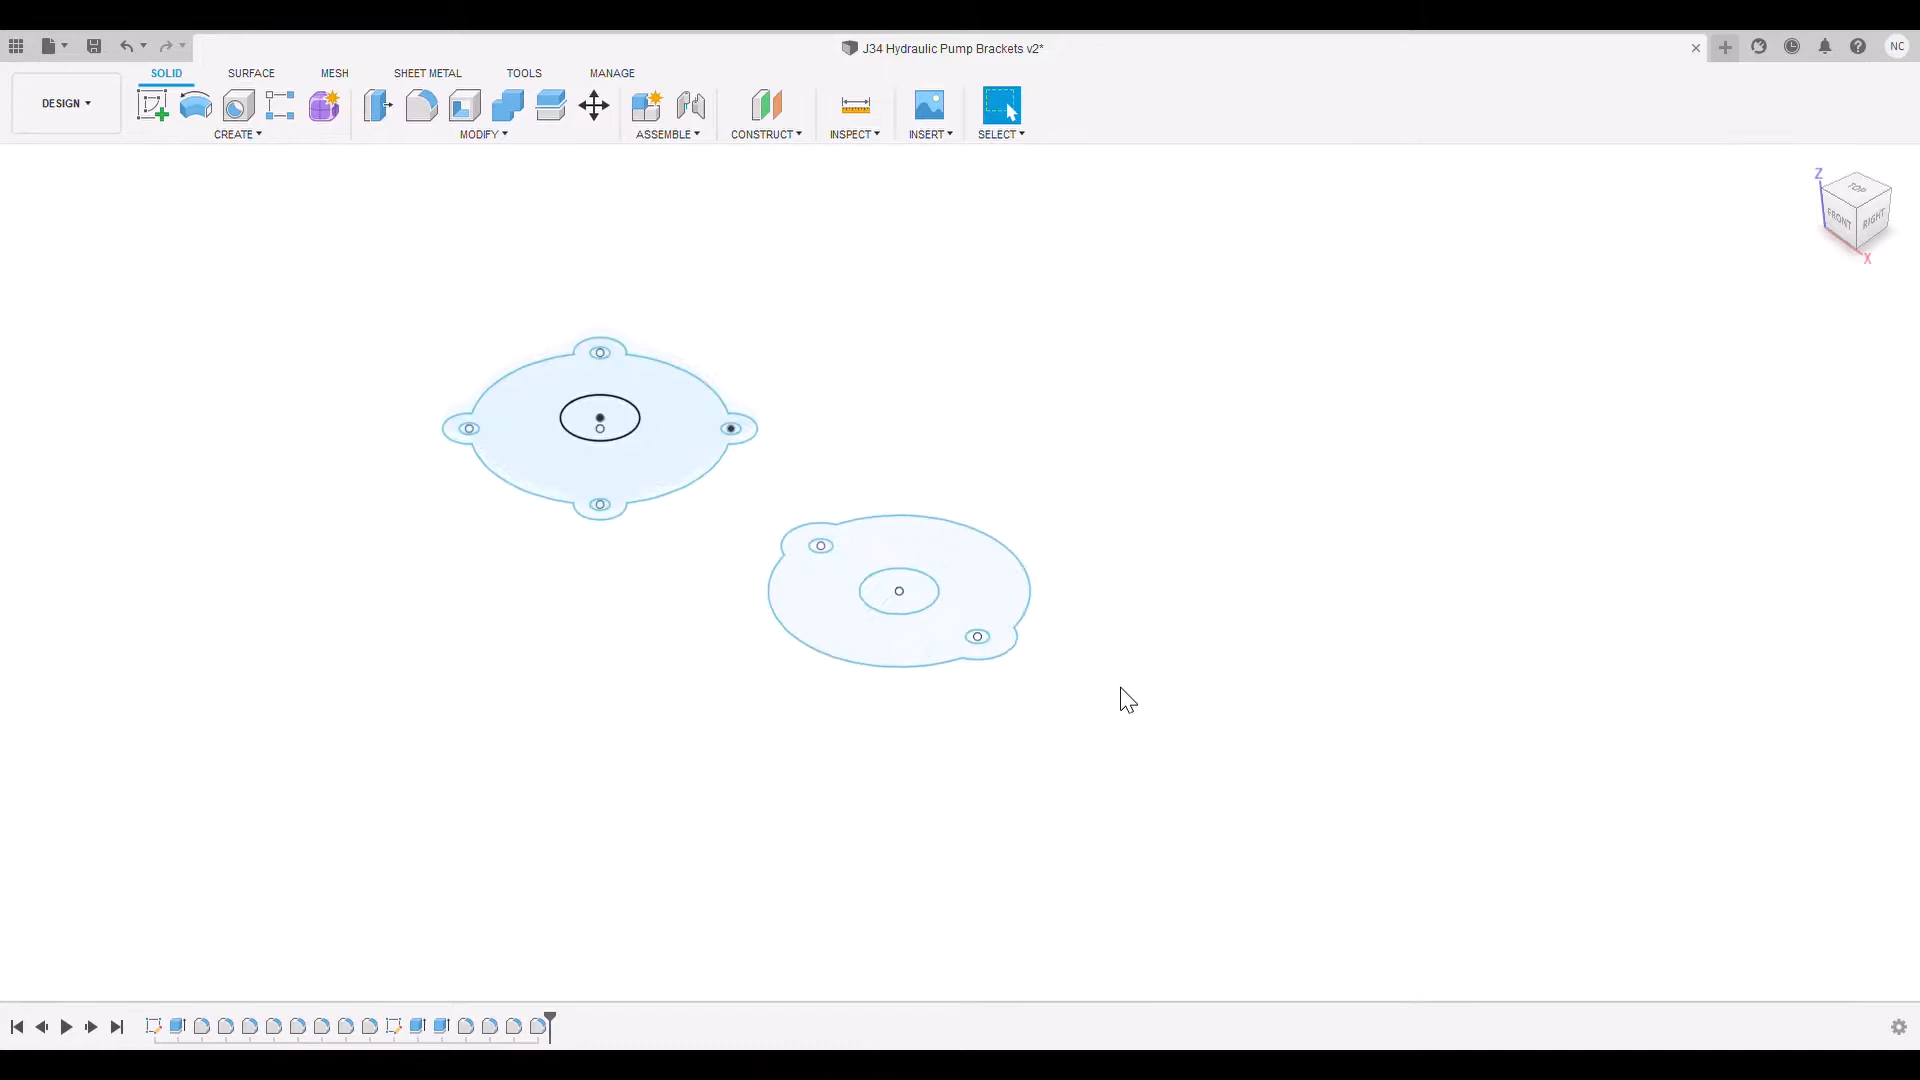 J34 Hydraulic Pump Brackets v2*
NC
DESIGN
SOLID
SURFACE
MESH
SHEET METAL
TOOLS
MANAGE
CREATE
MODIFY
ASSEMBLE
CONSTRUCT
INSPECT
INSERT
SELECT
Z
TOP
FRONT
RIGHT
X